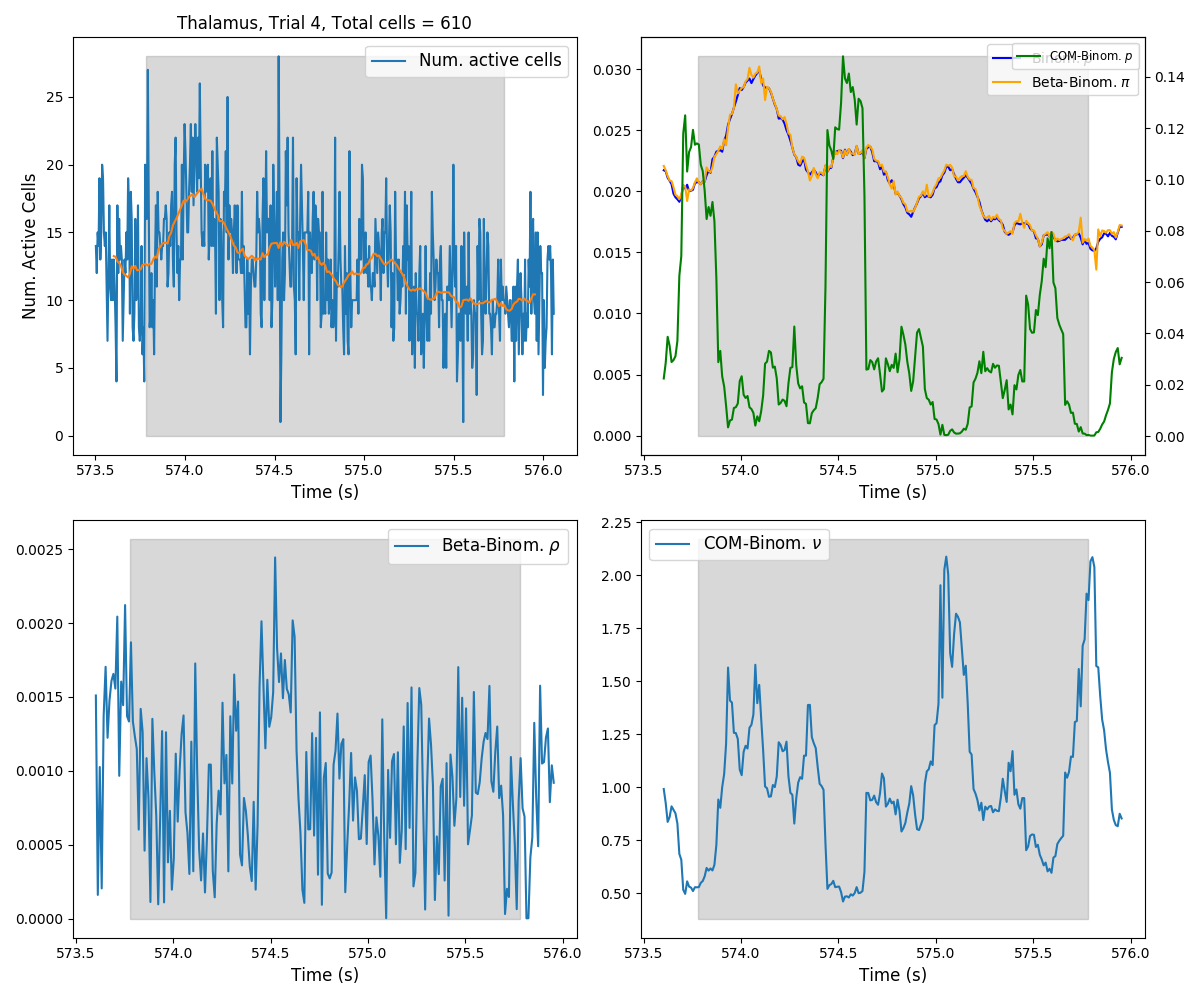 Thalamus, Trial 4, Total cells = 610
Num. active cells
Num. Active Cells
25
20
15
10
5
0
573.5 574.0 574.5 575.0 575.5 576.0
Time (s)
COM-Binom. p
Beta-Binom. π
0.030
0.025
0.020
0.015
0.010
0.005
0.000
0.14
0.12
0.10
0.08
0.06
0.04
0.02
0.00
573.5 574.0 574.5 575.0 575.5 576.0
Time (s)
Beta-Binom. ρ
0.0025
0.0020
0.0015
0.0010
0.0005
0.0000
573.5 574.0 574.5 575.0 575.5 576.0
Time (s)
COM-Binom. ν
2.25
2.00
1.75
1.50
1.25
1.00
0.75
0.50
573.5 574.0 574.5 575.0 575.5 576.0
Time (s)